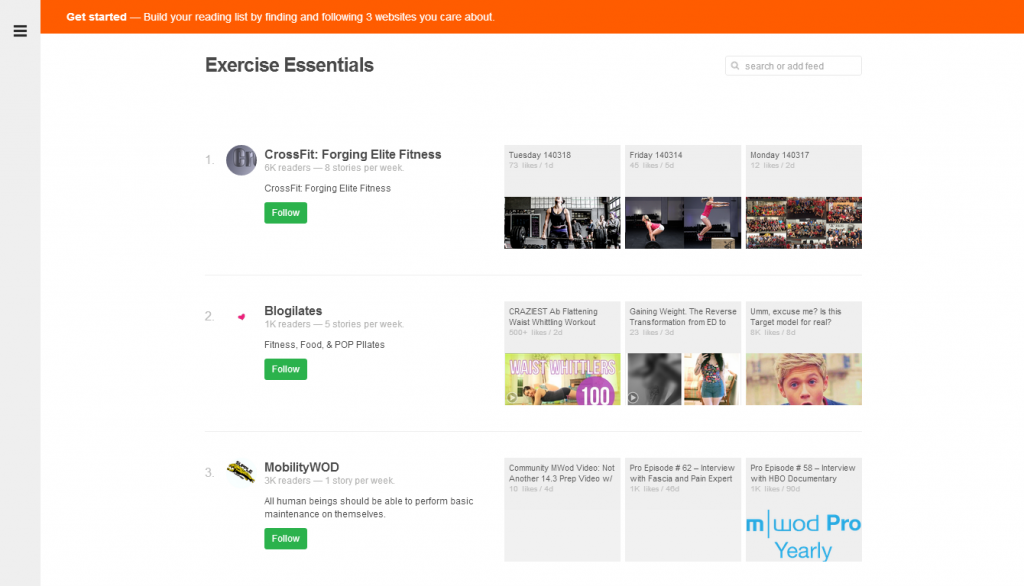 Get started — Build your reading list by finding and following 3 websites you care about.
Exercise Essentials
search or add feed
1.
CrossFit: Forging Elite Fitness
6K readers — 8 stories per week.
CrossFit: Forging Elite Fitness
Follow
Tuesday 140318
73 likes / 1d
Friday 140314
45 likes / 5d
Monday 140317
12 likes / 2d
2.
Blogilates
1K readers — 5 stories per week.
Fitness, Food, & POP PIlates
Follow
CRAZIEST Ab Flattening
Waist Whittling Workout
500+ likes / 2d
WAIST WHITTLERS
100
Gaining Weight. The Reverse
Transformation from ED to
23 likes / 3d
Umm, excuse me? Is this
Target model for real?
8K likes / 8d
3.
MobilityWOD
3K readers — 1 story per week.
All human beings should be able to perform basic
maintenance on themselves.
Follow
Community MWod Video: Not
Another 14.3 Prep Video w/
10 likes / 4d
Pro Episode # 62 – Interview
with Fascia and Pain Expert
1K likes / 46d
Pro Episode # 58 – Interview
with HBO Documentary
1K likes / 90d
m|wod Pro
Yearly